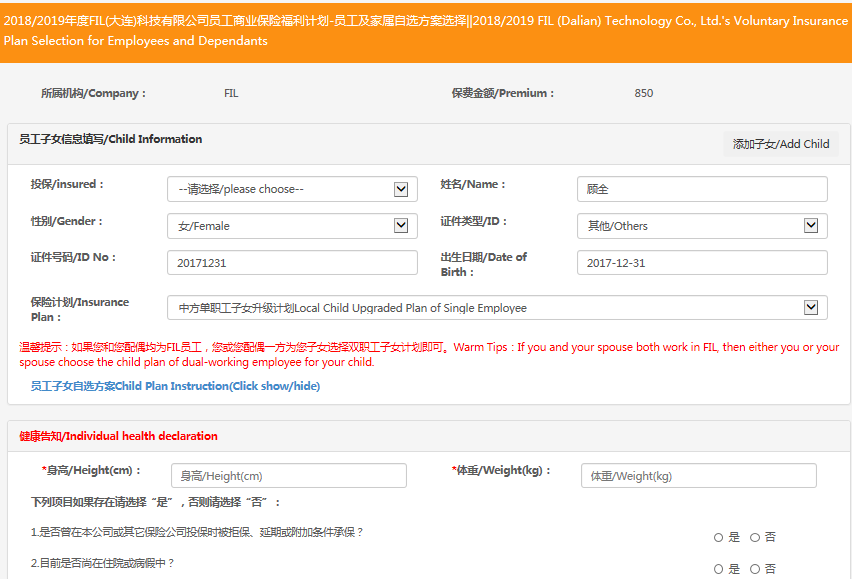 2018/2019年度FIL(大连)科技有限公司员工商业保险福利计划-员工及家属自选方案选择||2018/2019 FIL (Dalian) Technology Co., Ltd.'s Voluntary Insurance
Plan Selection for Employees and Dependants
所属机构/Company： FIL 保费金额/Premium： 850
员工子女信息填写/Child Information 添加子女/Add Child
投保/insured： --请选择/please choose-- 姓名/Name： 顾全
性别/Gender： 女/Female 证件类型/ID： 其他/Others
证件号码/ID No： 20171231 出生日期/Date of
Birth： 2017-12-31
保险计划/Insurance
Plan： 中方单职工子女升级计划Local Child Upgraded Plan of Single Employee
温馨提示：如果您和您配偶均为FIL员工，您或您配偶一方为您子女选择双职工子女计划即可。Warm Tips：If you and your spouse both work in FIL, then either you or your
spouse choose the child plan of dual-working employee for your child.
员工子女自选方案Child Plan Instruction(Click show/hide)
健康告知/Individual health declaration
*身高/Height(cm)： 身高/Height(cm) *体重/Weight(kg)： 体重/Weight(kg)
下列项目如果存在请选择“是”，否则请选择“否”：
1.是否曾在本公司或其它保险公司投保时被拒保、延期或附加条件承保？ 是 否
2.目前是否尚在住院或病假中？ 是 否